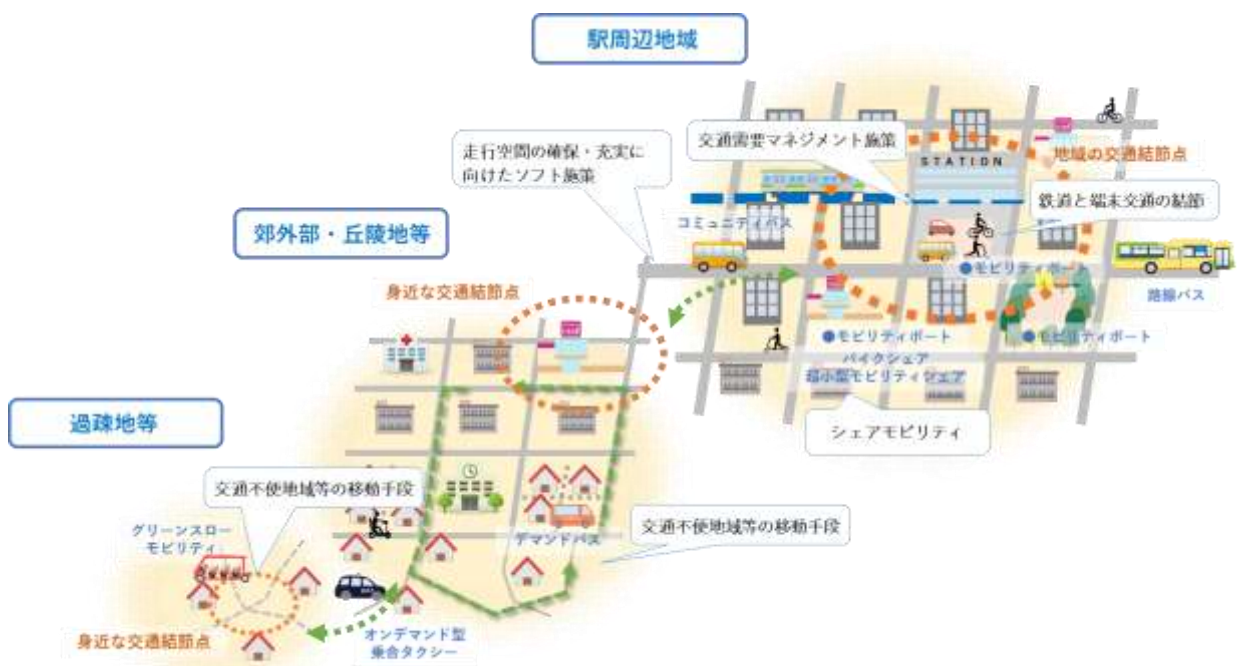 駅周辺地域
交通需要マネジメント施策
STATION
地域の交通結節点
走行空間の確保・充実に
向けたソフト施策
鉄道と端末交通の結節
コミュニティバス
郊外部・丘陵地等
●モビリティポート
路線バス
身近な交通結節点
●モビリティポート
●モビリティポート
バイクシェア
超小型モビリティシェア
シェアモビリティ
過疎地等
交通不便地域等の移動手段
グリーンスロー
モビリティ
デマンドバス
交通不便地域等の移動手段
身近な交通結節点
オンデマンド型
乗合タクシー